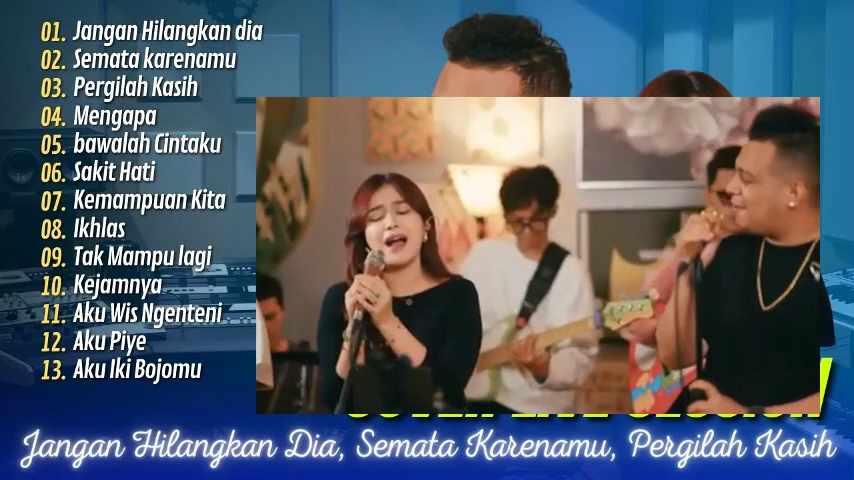 01. Jangan Hilangkan dia
02. Semata karenamu
03. Pergilah Kasih
04. Mengapa
05. bawalah Cintaku
06. Sakit Hati
07. Kemampuan Kita
08. Ikhlas
09. Tak Mampu lagi
10. Kejamnya
11. Aku Wis Ngenteni
12. Aku Piye
13. Aku Iki Bojomu
Jangan Hilangkan Dia, Semata Karenamu, Pergilah Kasih